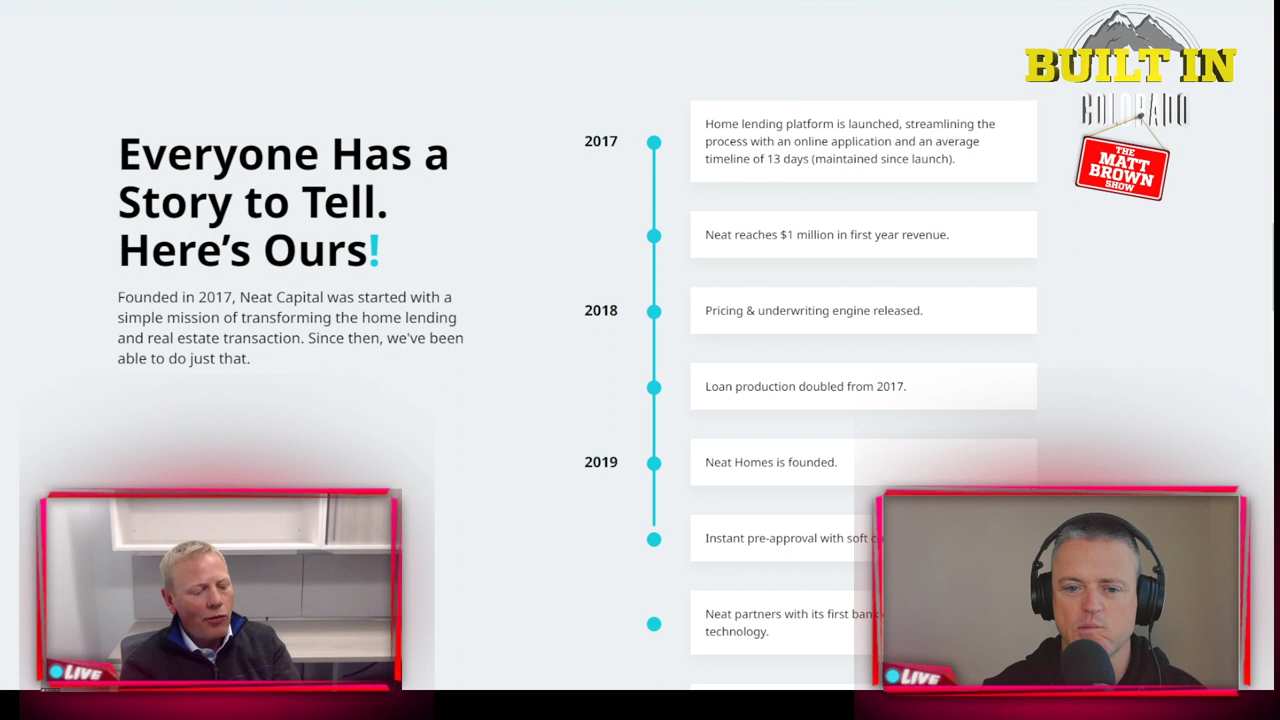 BUILT IN
COLORADO
THE
MATT
BROWN
SHOW
Everyone Has a
Story to Tell.
Here’s Ours!
Founded in 2017, Neat Capital was started with a
simple mission of transforming the home lending
and real estate transaction. Since then, we've been
able to do just that.
2017
Home lending platform is launched, streamlining the
process with an online application and an average
timeline of 13 days (maintained since launch).
Neat reaches $1 million in first year revenue.
2018
Pricing & underwriting engine released.
Loan production doubled from 2017.
2019
Neat Homes is founded.
Instant pre-approval with soft
Neat partners with its first bank
technology.
LIVE
LIVE